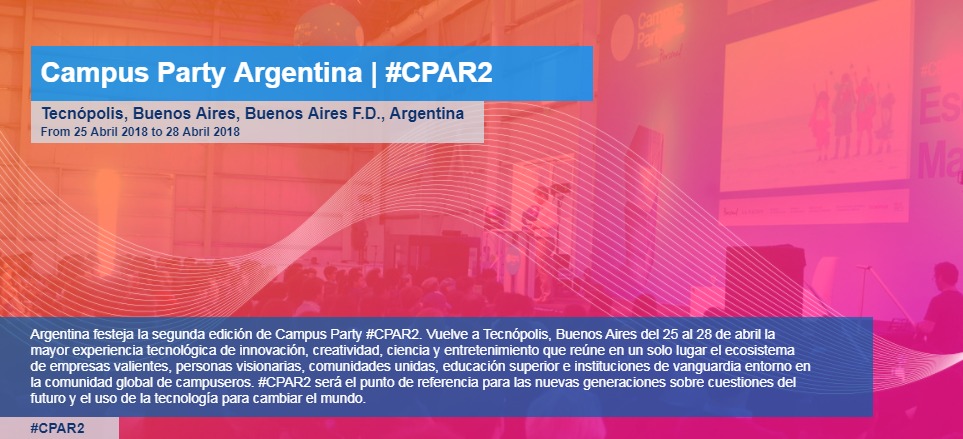 Campus Party Argentina | #CPAR2
Tecnópolis, Buenos Aires, Buenos Aires F.D., Argentina
From 25 Abril 2018 to 28 Abril 2018
Campus
Party
Es
Ma
Argentina festeja la segunda edición de Campus Party #CPAR2. Vuelve a Tecnópolis, Buenos Aires del 25 al 28 de abril la
mayor experiencia tecnológica de innovación, creatividad, ciencia y entretenimiento que reúne en un solo lugar el ecosistema
de empresas valientes, personas visionarias, comunidades unidas, educación superior e instituciones de vanguardia entorno en
la comunidad global de campuseros. #CPAR2 será el punto de referencia para las nuevas generaciones sobre cuestiones del
futuro y el uso de la tecnología para cambiar el mundo.
#CPAR2